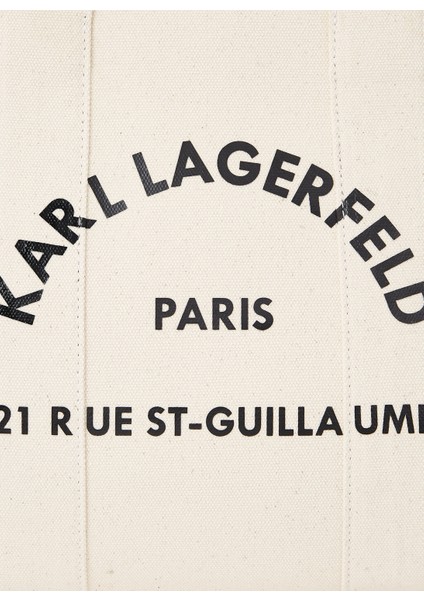 KARL LAGERFELD
PARIS
21 RUE ST-GUILLAUME